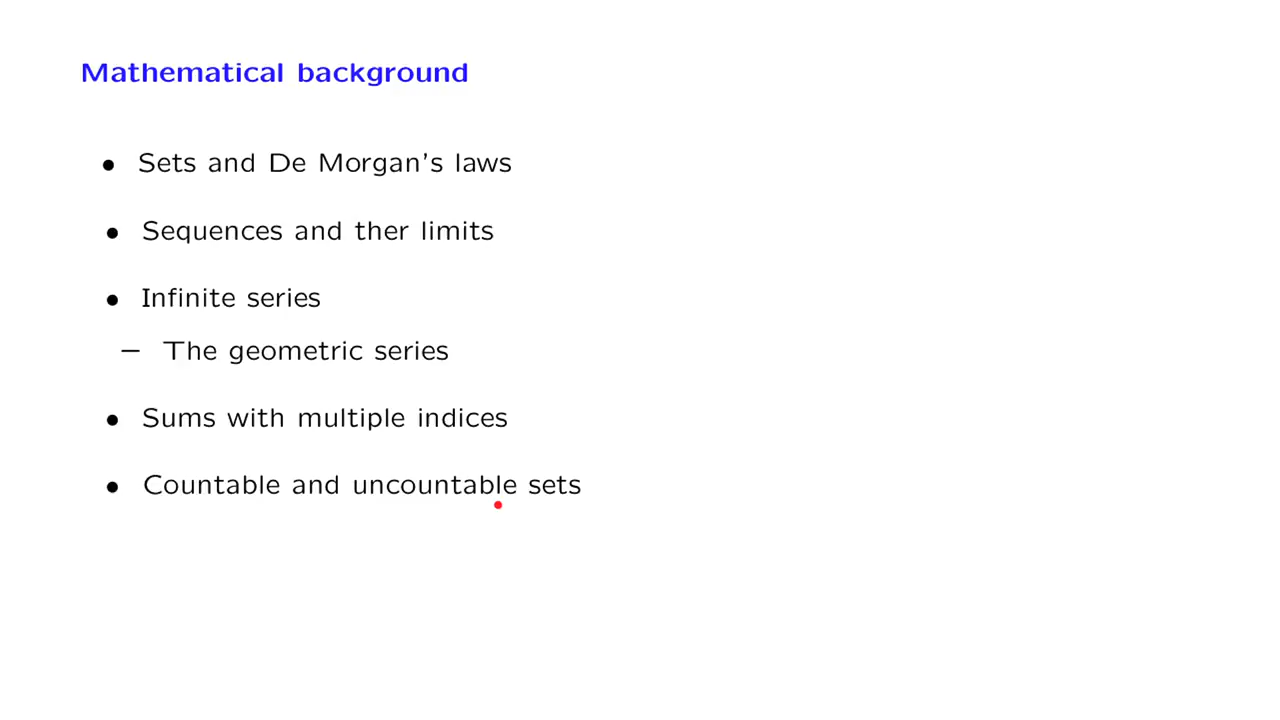 Mathematical background
• Sets and De Morgan's laws
• Sequences and ther limits
• Infinite series
– The geometric series
• Sums with multiple indices
• Countable and uncountable sets